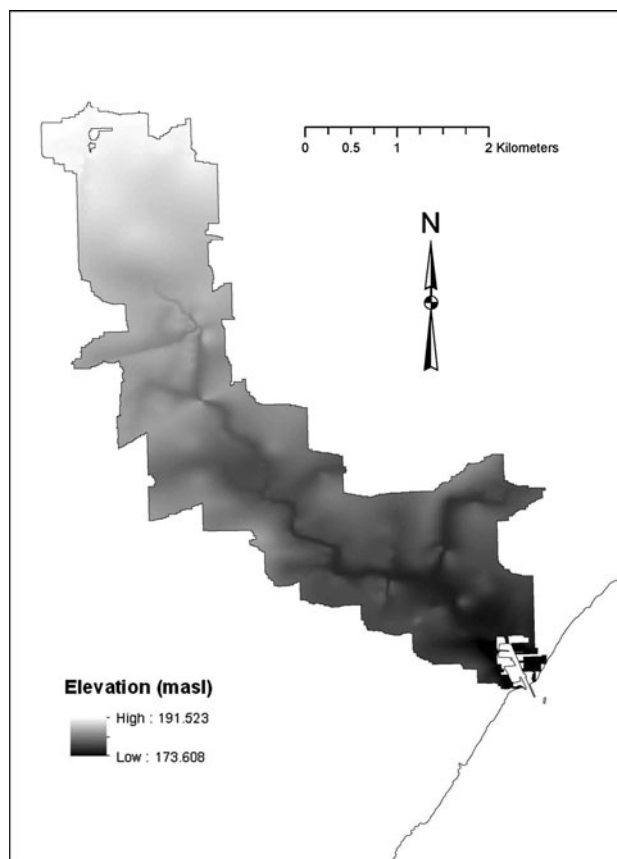 0 0.5 1 2 Kilometers
N
Elevation (masl)
High : 191.523
Low : 173.608